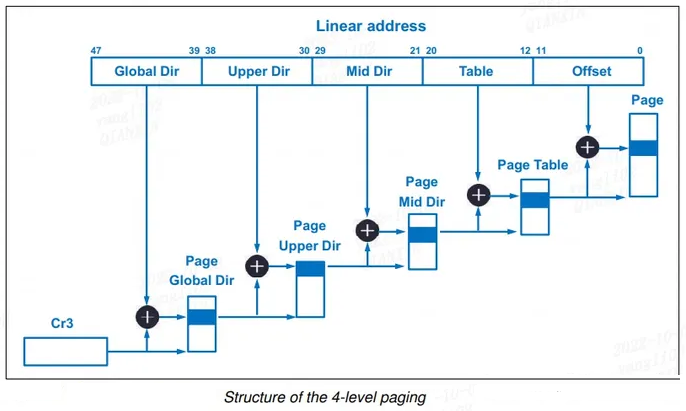 Linear address
47 39 38 30 29 21 20 12 11 0
Global Dir Upper Dir Mid Dir Table Offset
Page
Page Table
Page
Mid Dir
Page
Upper Dir
Page
Global Dir
Cr3
Structure of the 4-level paging